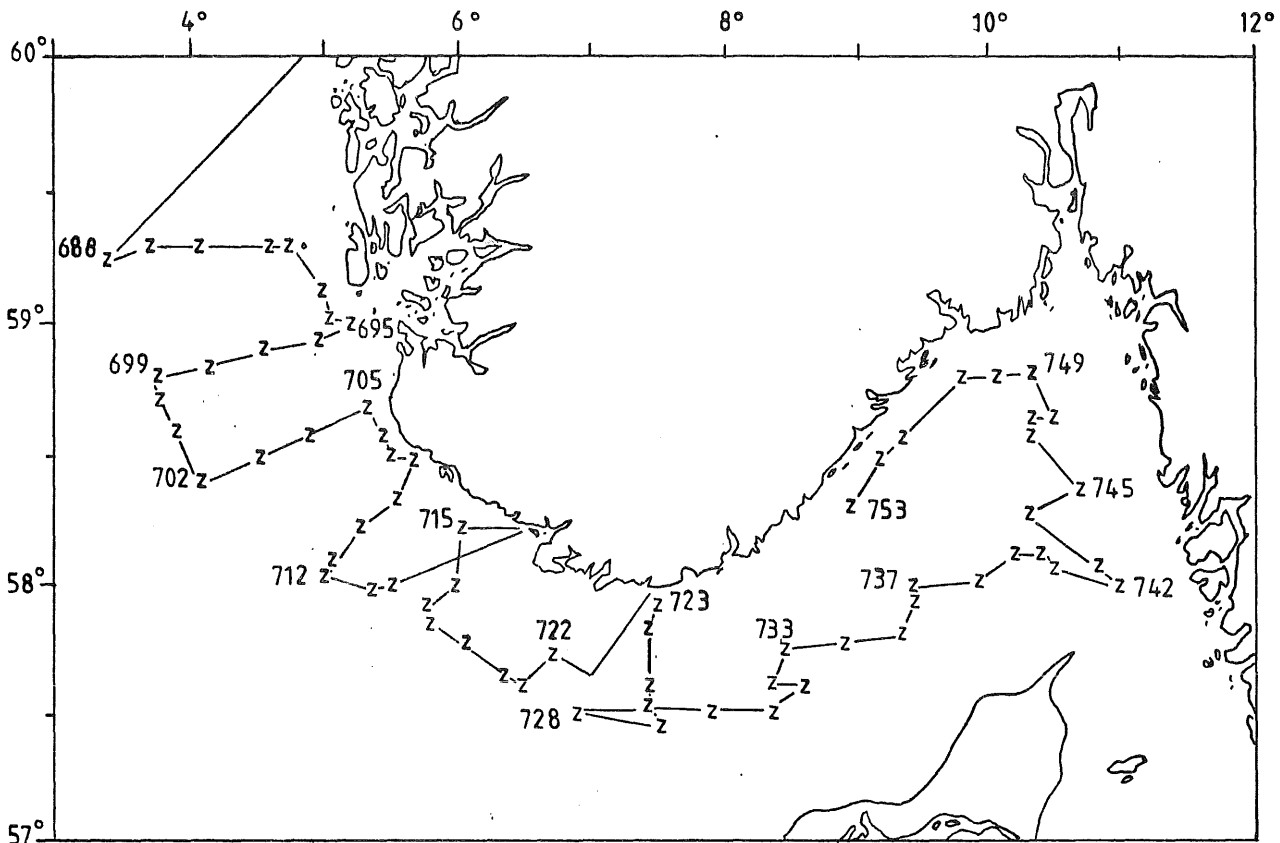 4° 6° 8° 10° 12°
60°
688 z z z z z
z
59° z z 695
699 z z z z z
705
z z 749
z z z z z
z z z z z
702 z z z z z
z z z 745
z z 753
715 z z z
z z z
712 z z z z z 742
58° 737 z z z
z 723
z z z
722 733
z z z z z z
z z z z z
728 z z z z
z
57°